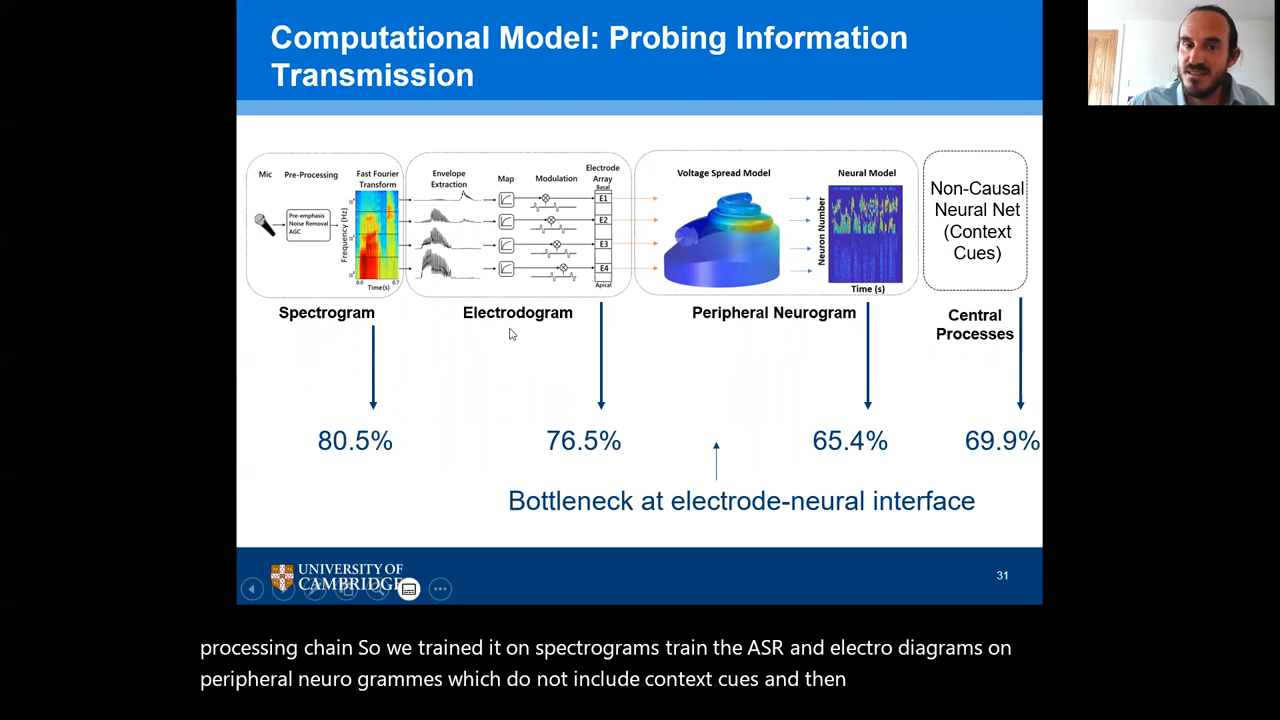 Computational Model: Probing Information
Transmission
Mic
Pre-Processing
Fast Fourier
Transform
Pre-emphasis
Noise Removal
AGC
Frequency (Hz)
0.0
0.7
Time(s)
Envelope
Extraction
Map
Modulation
Electrode
Array
Basal
E1
E2
E3
E4
Apical
Voltage Spread Model
Neural Model
Neuron Number
Time (s)
Non-Causal
Neural Net
(Context
Cues)
Spectrogram
Electrodogram
Peripheral Neurogram
Central
Processes
80.5%
76.5%
65.4%
69.9%
Bottleneck at electrode-neural interface
UNIVERSITY OF
CAMBRIDGE
31
processing chain So we trained it on spectrograms train the ASR and electro diagrams on
peripheral neuro grammes which do not include context cues and then